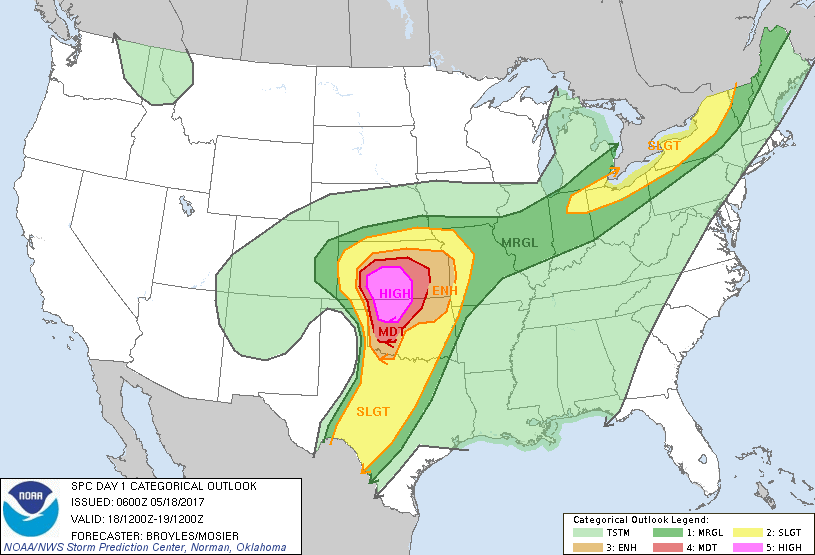 SLGT
MRGL
HIGH
ENH
MDT
SLGT
NOAA
SPC DAY 1 CATEGORICAL OUTLOOK
ISSUED: 0600Z 05/18/2017
VALID: 18/1200Z-19/1200Z
FORECASTER: BROYLES/MOSIER
NOAA/NWS Storm Prediction Center, Norman, Oklahoma
Categorical Outlook Legend:
TSTM 1: MRGL 2: SLGT
3: ENH 4: MDT 5: HIGH